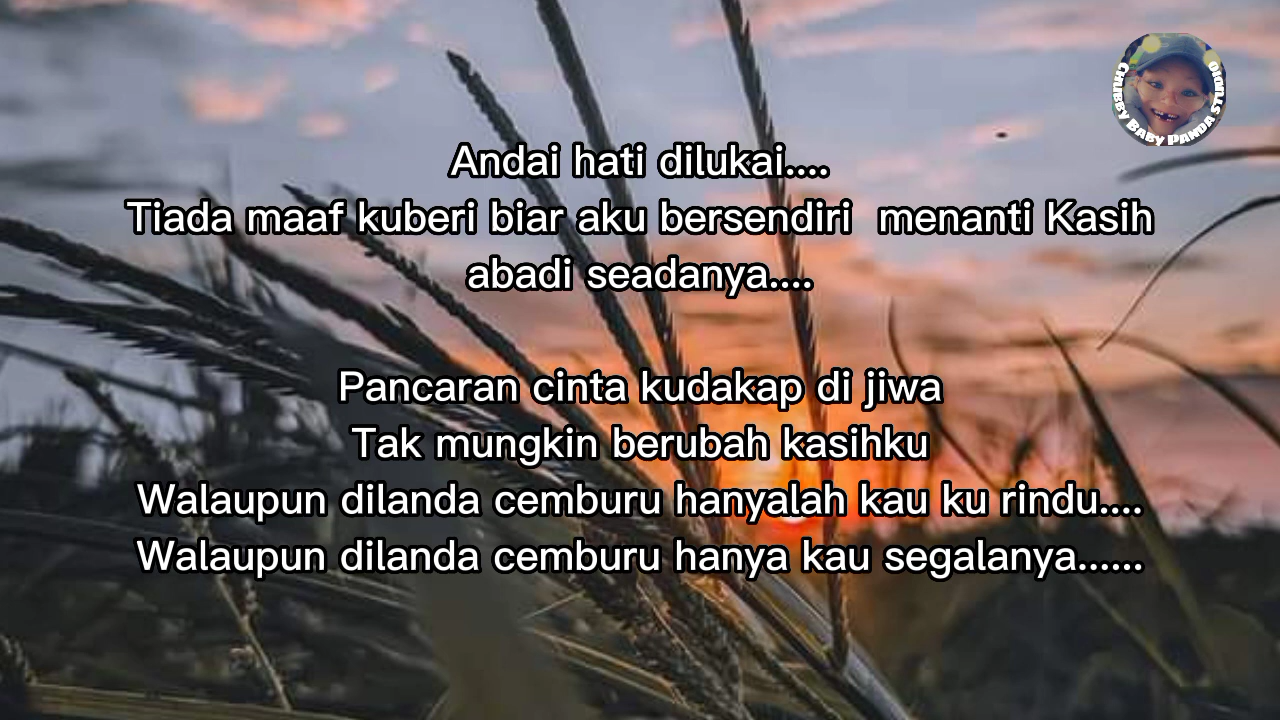 CHUBBY BABY PANDA STUDIO
Andai hati dilukai....
Tiada maaf kuberi biar aku bersendiri  menanti Kasih
abadi seadanya....
Pancaran cinta kudakap di jiwa
Tak mungkin berubah kasihku
Walaupun dilanda cemburu hanyalah kau ku rindu....
Walaupun dilanda cemburu hanya kau segalanya......